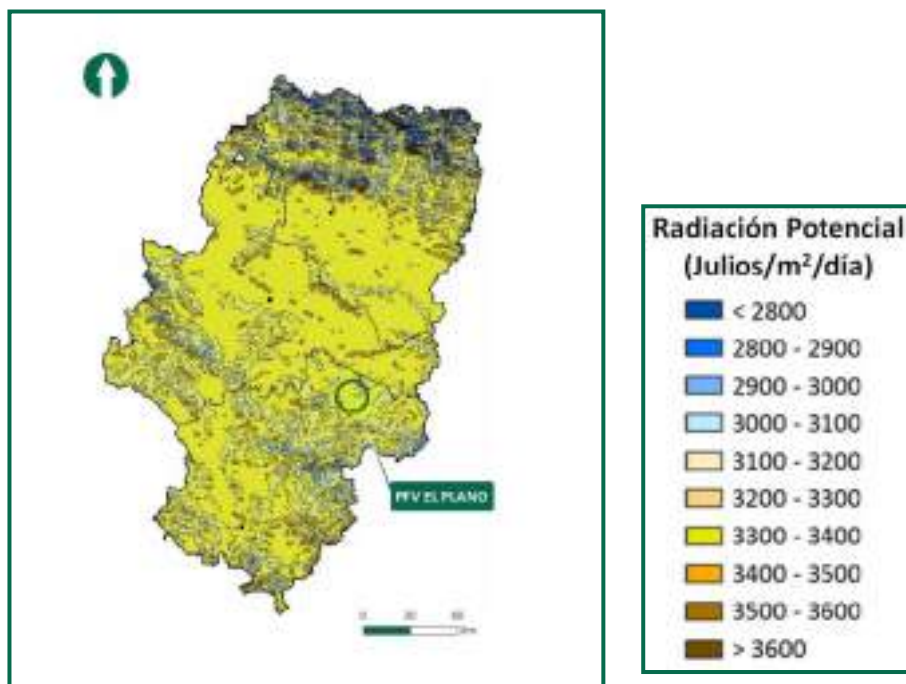 PFV EL PLANO
Radiación Potencial
(Julios/m²/día)
< 2800
2800 - 2900
2900 - 3000
3000 - 3100
3100 - 3200
3200 - 3300
3300 - 3400
3400 - 3500
3500 - 3600
> 3600